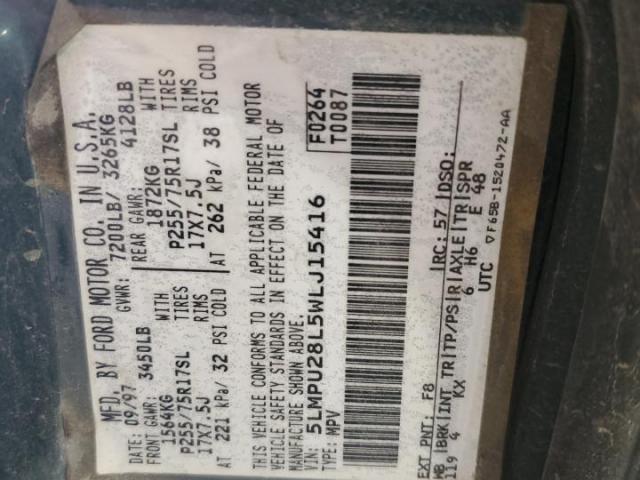 MFD. BY FORD MOTOR CO. IN U.S.A.
DATE: 09/97 GVWR: 7200LB/ 3265KG
FRONT GAWR: 3450LB REAR GAWR: 4128LB
1564KG WITH 1872KG WITH
P255/75R17SL TIRES P255/75R17SL TIRES
17X7.5J RIMS 17X7.5J RIMS
AT 221 kPa/ 32 PSI COLD AT 262 kPa/ 38 PSI COLD
THIS VEHICLE CONFORMS TO ALL APPLICABLE FEDERAL MOTOR
VEHICLE SAFETY STANDARDS IN EFFECT ON THE DATE OF
MANUFACTURE SHOWN ABOVE.
VIN: 5LMPU28L5WLJ15416 F0264
TYPE: MPV T0087
EXT PNT: F8 RC: 57 DSO:
WB BRK INT TR TP/PS R AXLE TR SPR
119 4 KX 6 H6 E 48
UTC ▽F65B-1520472-AA